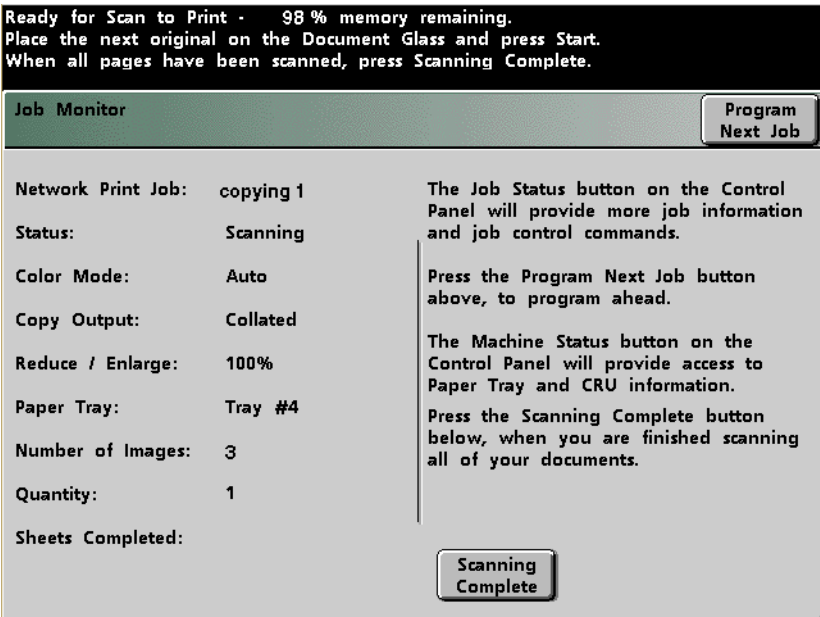 Ready for Scan to Print - 98 % memory remaining.
Place the next original on the Document Glass and press Start.
When all pages have been scanned, press Scanning Complete.
Job Monitor
Program
Next Job
Network Print Job: copying 1
Status: Scanning
Color Mode: Auto
Copy Output: Collated
Reduce / Enlarge: 100%
Paper Tray: Tray #4
Number of Images: 3
Quantity: 1
Sheets Completed:
The Job Status button on the Control
Panel will provide more job information
and job control commands.
Press the Program Next Job button
above, to program ahead.
The Machine Status button on the
Control Panel will provide access to
Paper Tray and CRU information.
Press the Scanning Complete button
below, when you are finished scanning
all of your documents.
Scanning
Complete